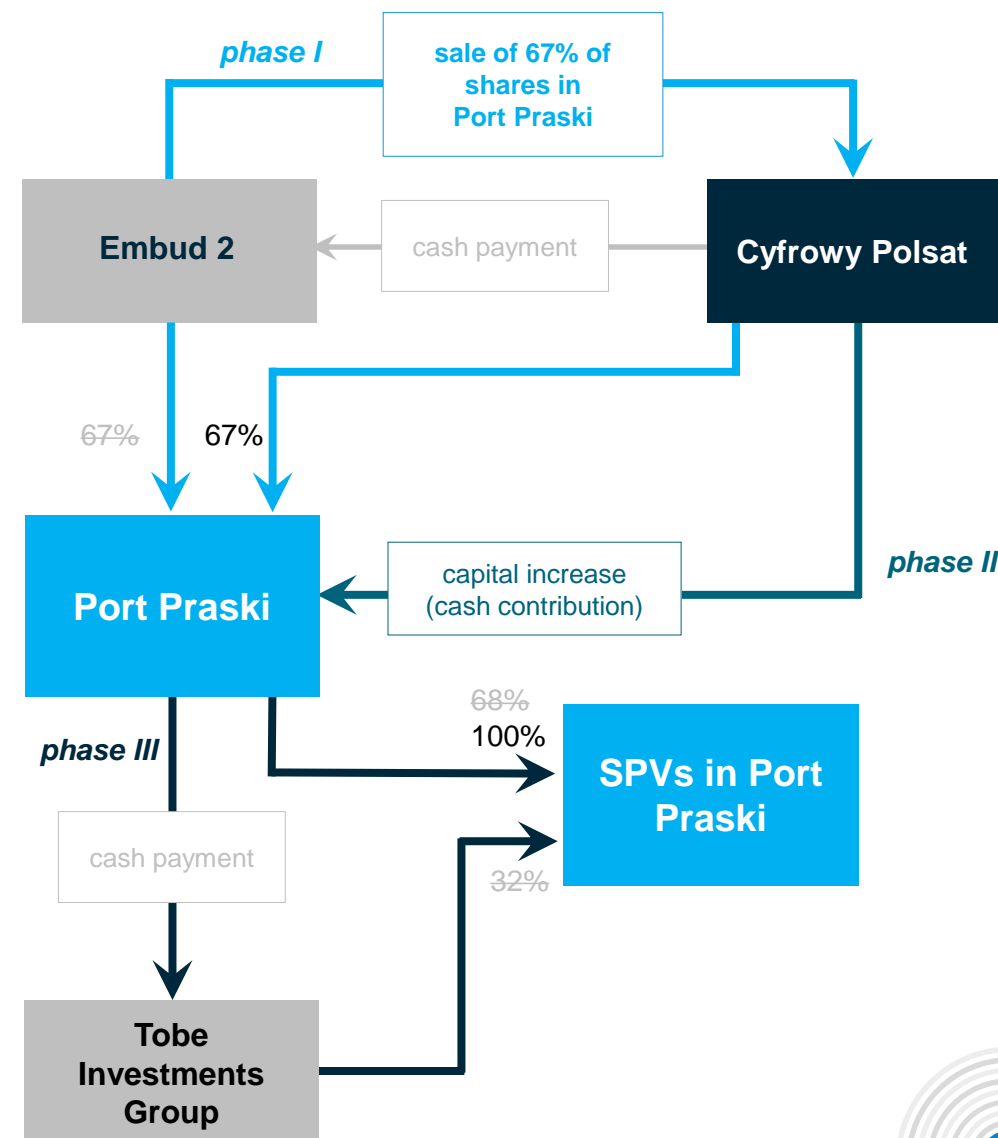 phase I
sale of 67% of
shares in
Port Praski
Embud 2
cash payment
Cyfrowy Polsat
67%
67%
Port Praski
capital increase
(cash contribution)
phase II
phase III
68%
100%
SPVs in Port
Praski
cash payment
32%
Tobe
Investments
Group